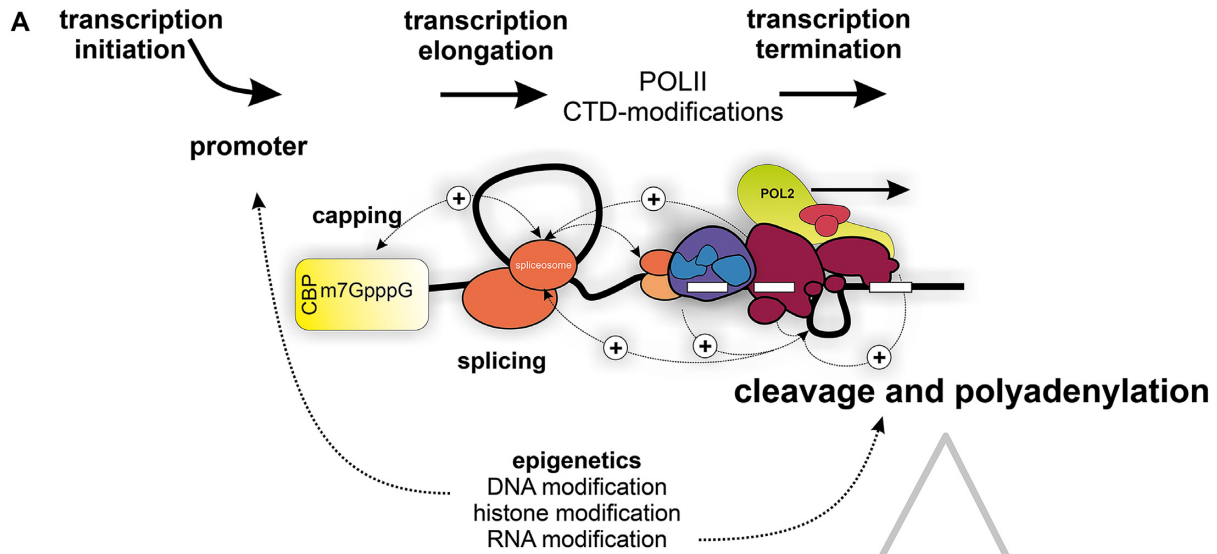 A
transcription
initiation
transcription
elongation
transcription
termination
POLII
CTD-modifications
promoter
capping
+
+
POL2
CBP
m7GpppG
spliceosome
splicing
+
+
+
cleavage and polyadenylation
epigenetics
DNA modification
histone modification
RNA modification